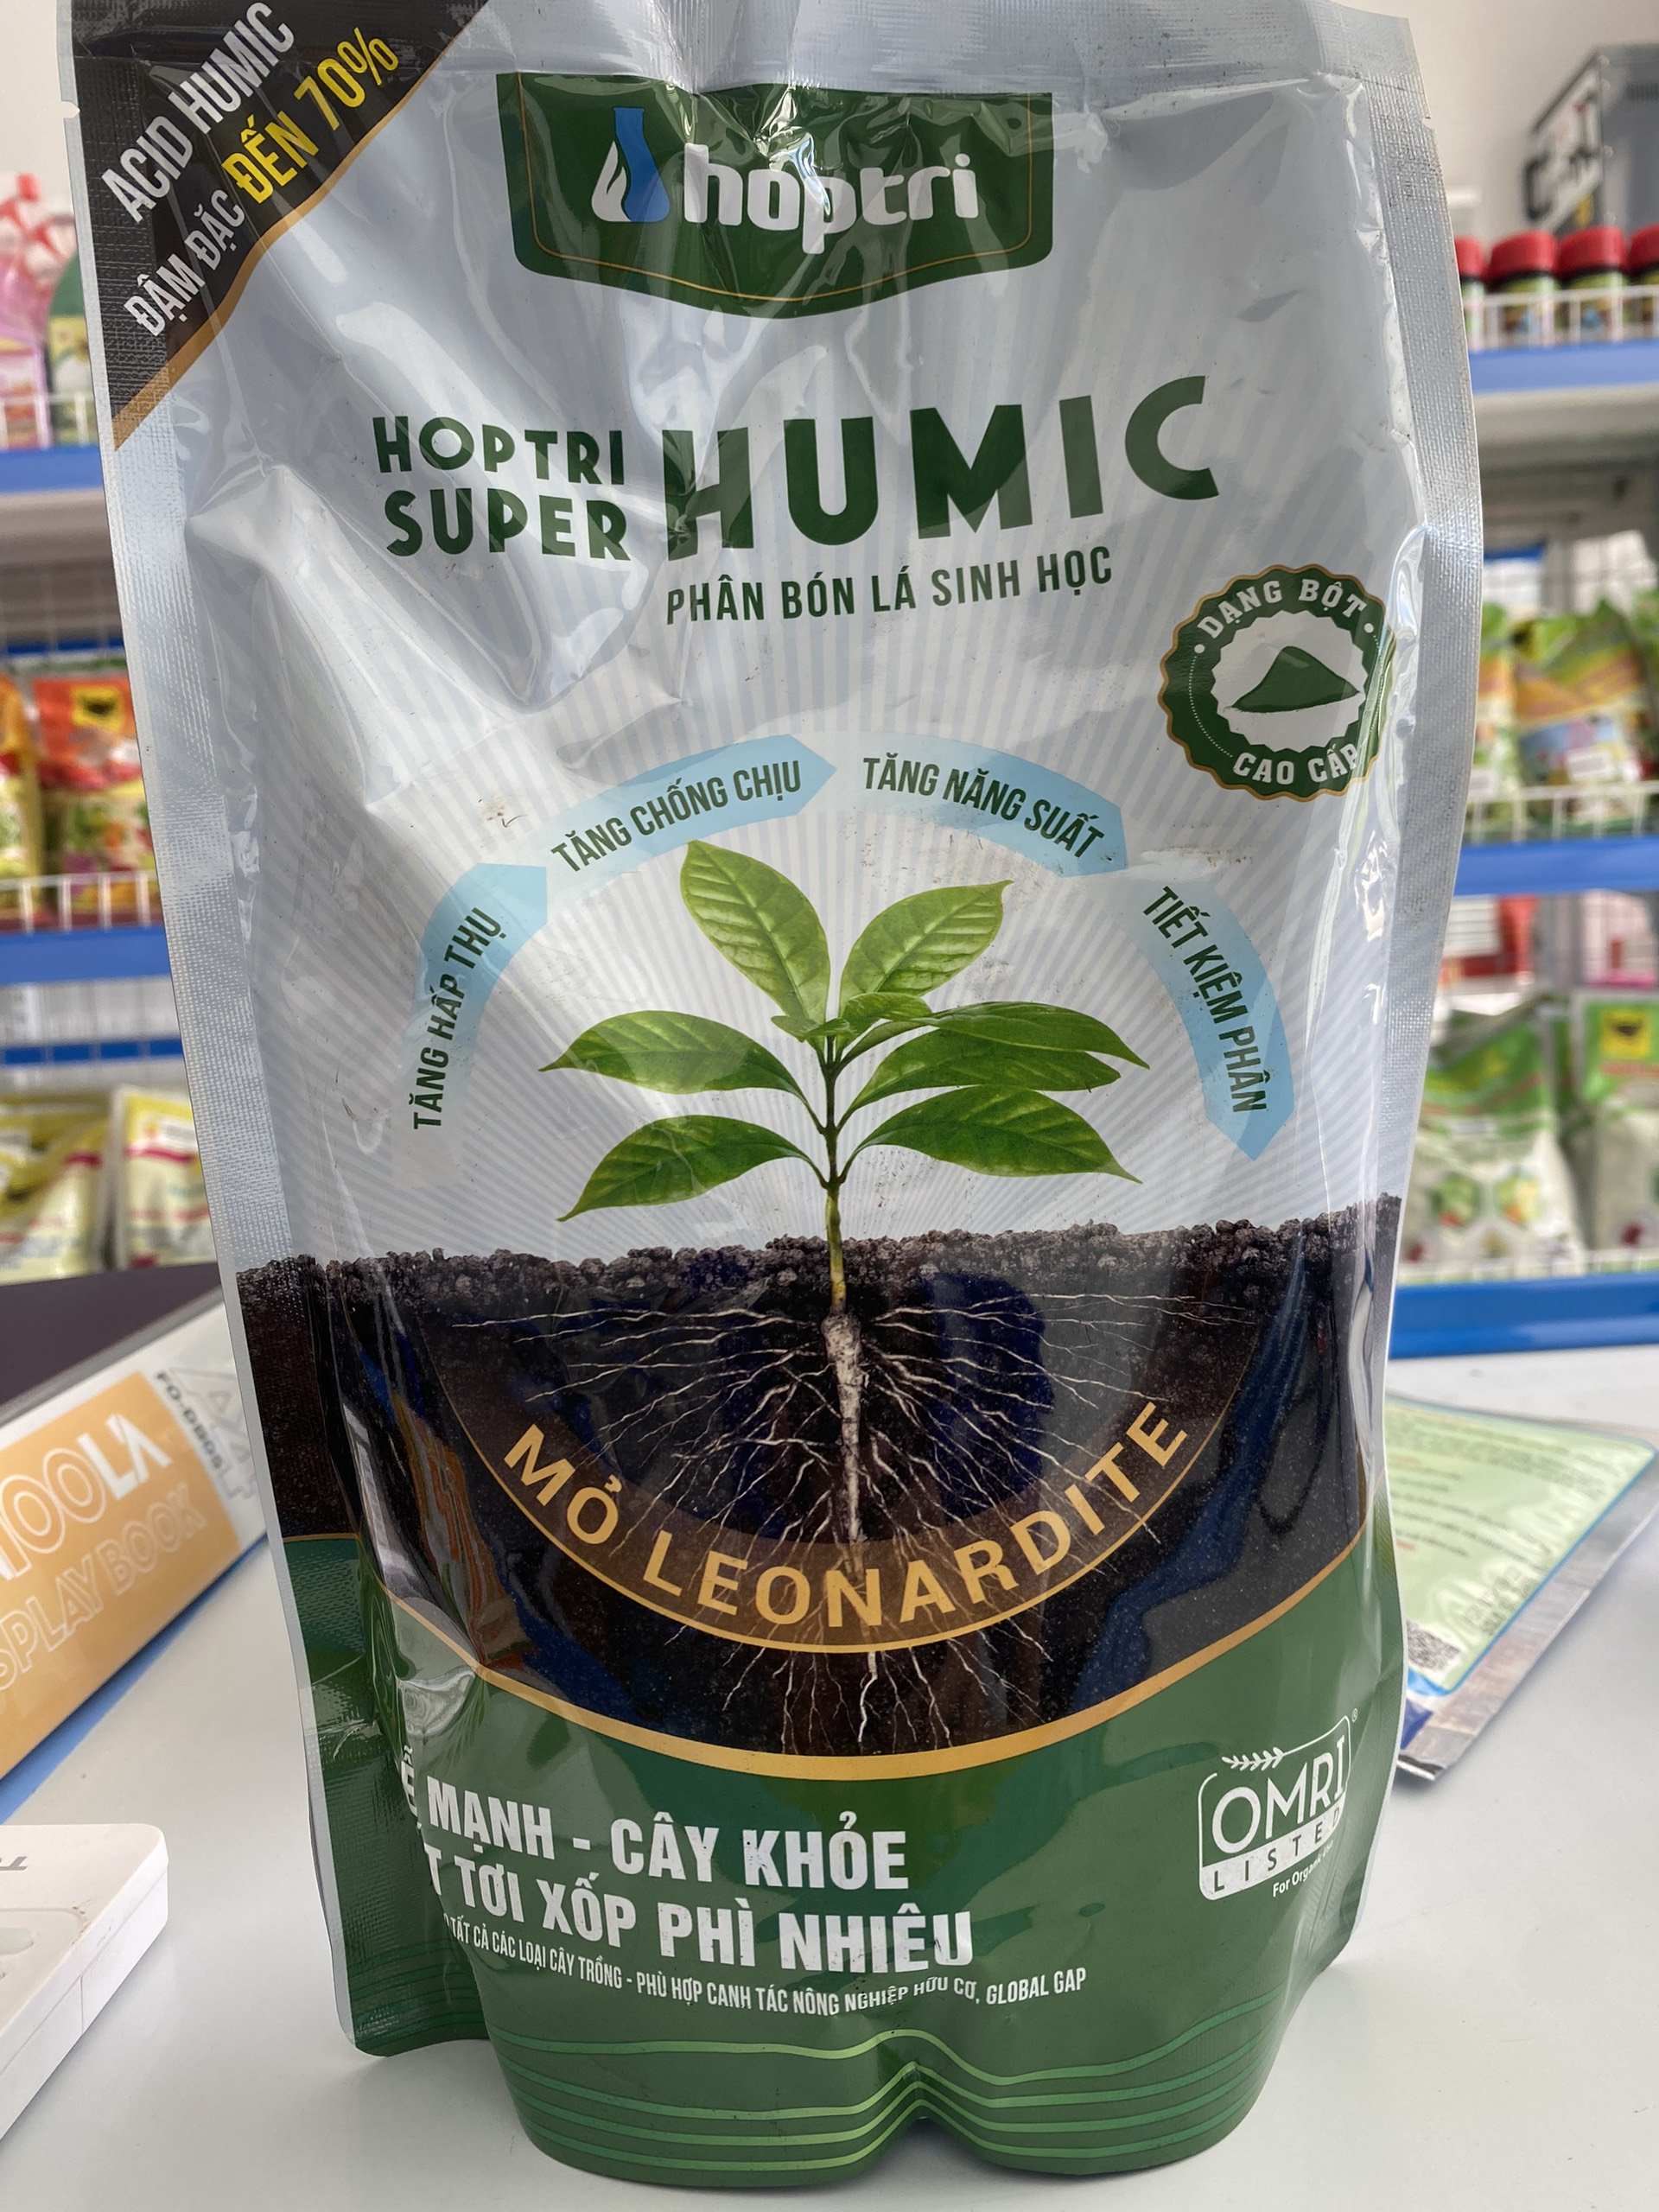 ACID HUMIC
ĐẬM ĐẶC ĐẾN 70%
hoptri
HOPTRI
SUPER HUMIC
PHÂN BÓN LÁ SINH HỌC
DẠNG BỘT
CAO CẤP
TĂNG HẤP THỤ
TĂNG CHỐNG CHỊU
TĂNG NĂNG SUẤT
TIẾT KIỆM PHÂN
MỎ LEONARDITE
MẠNH - CÂY KHỎE
TƠI XỐP PHÌ NHIÊU
TẤT CẢ CÁC LOẠI CÂY TRỒNG - PHÙ HỢP CANH TÁC NÔNG NGHIỆP HỮU CƠ, GLOBAL GAP
OMRI
LISTED
For